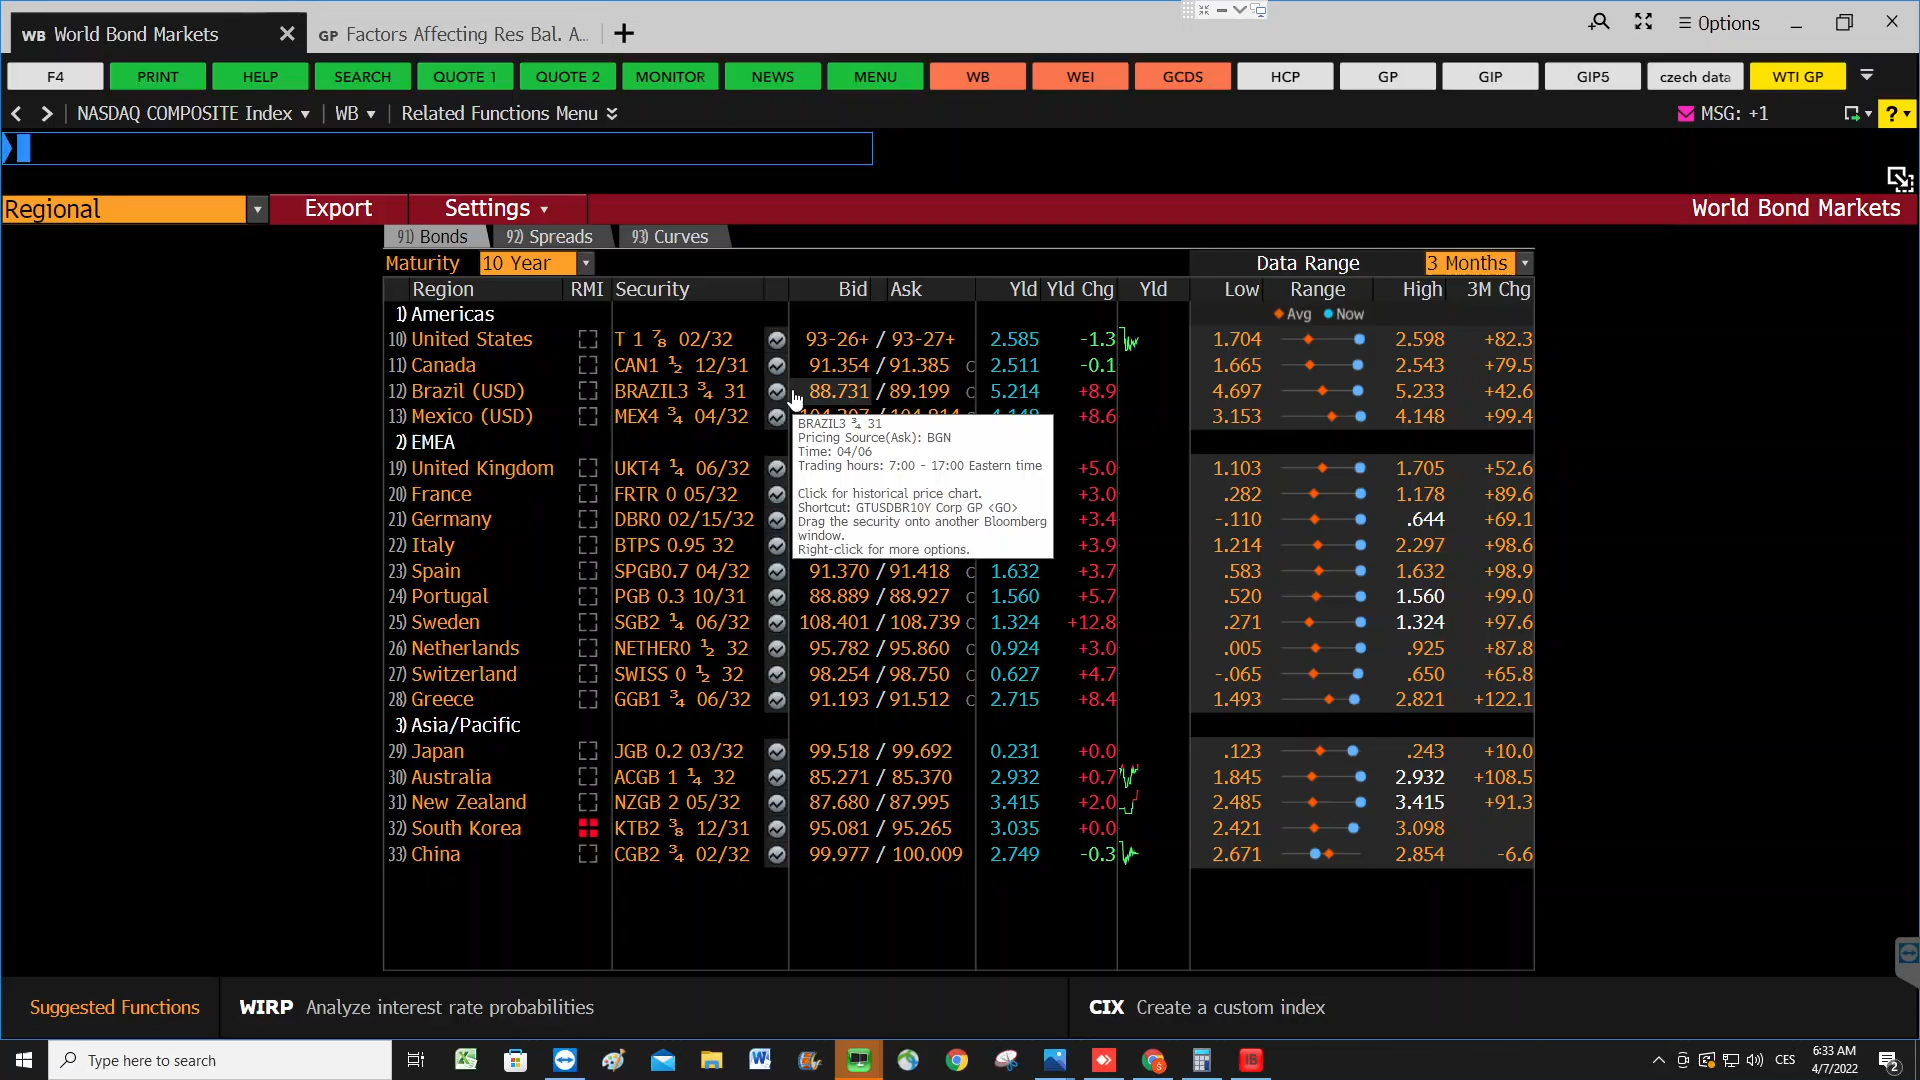 WB World Bond Markets
GP Factors Affecting Res Bal. A...
Options
F4 PRINT HELP SEARCH QUOTE 1 QUOTE 2 MONITOR NEWS MENU WB WEI GCDS HCP GP GIP GIP5 czech data WTI GP
NASDAQ COMPOSITE Index WB Related Functions Menu MSG: +1 ?
Regional Export Settings World Bond Markets
91) Bonds 92) Spreads 93) Curves
Maturity 10 Year Data Range 3 Months
Region RMI Security Bid Ask Yld Yld Chg Yld Low Range High 3M Chg
1) Americas Avg Now
10) United States T 1 ⅞ 02/32 93-26+ / 93-27+ 2.585 -1.3 1.704 2.598 +82.3
11) Canada CAN1 ½ 12/31 91.354 / 91.385 C 2.511 -0.1 1.665 2.543 +79.5
12) Brazil (USD) BRAZIL3 ¾ 31 88.731 / 89.199 C 5.214 +8.9 4.697 5.233 +42.6
13) Mexico (USD) MEX4 ¾ 04/32 +8.6 3.153 4.148 +99.4
BRAZIL3 ¾ 31
Pricing Source(Ask): BGN
Time: 04/06
Trading hours: 7:00 - 17:00 Eastern time
Click for historical price chart.
Shortcut: GTUSDBR10Y Corp GP <GO>
Drag the security onto another Bloomberg
window.
Right-click for more options.
2) EMEA
19) United Kingdom UKT4 ¼ 06/32 +5.0 1.103 1.705 +52.6
20) France FRTR 0 05/32 +3.0 .282 1.178 +89.6
21) Germany DBR0 02/15/32 +3.4 -.110 .644 +69.1
22) Italy BTPS 0.95 32 +3.9 1.214 2.297 +98.6
23) Spain SPGB0.7 04/32 91.370 / 91.418 C 1.632 +3.7 .583 1.632 +98.9
24) Portugal PGB 0.3 10/31 88.889 / 88.927 C 1.560 +5.7 .520 1.560 +99.0
25) Sweden SGB2 ¼ 06/32 108.401 / 108.739 C 1.324 +12.8 .271 1.324 +97.6
26) Netherlands NETHER0 ½ 32 95.782 / 95.860 C 0.924 +3.0 .005 .925 +87.8
27) Switzerland SWISS 0 ½ 32 98.254 / 98.750 C 0.627 +4.7 -.065 .650 +65.8
28) Greece GGB1 ¾ 06/32 91.193 / 91.512 C 2.715 +8.4 1.493 2.821 +122.1
3) Asia/Pacific
29) Japan JGB 0.2 03/32 99.518 / 99.692 0.231 +0.0 .123 .243 +10.0
30) Australia ACGB 1 ¼ 32 85.271 / 85.370 2.932 +0.7 1.845 2.932 +108.5
31) New Zealand NZGB 2 05/32 87.680 / 87.995 3.415 +2.0 2.485 3.415 +91.3
32) South Korea KTB2 ⅜ 12/31 95.081 / 95.265 3.035 +0.0 2.421 3.098
33) China CGB2 ¾ 02/32 99.977 / 100.009 2.749 -0.3 2.671 2.854 -6.6
Suggested Functions WIRP Analyze interest rate probabilities CIX Create a custom index
Type here to search CES 6:33 AM
4/7/2022 2